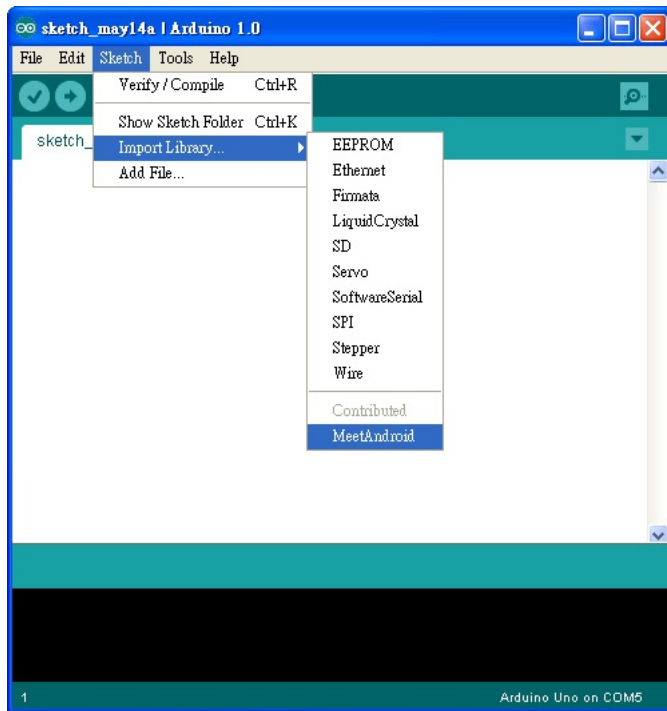 sketch_may14a | Arduino 1.0
File Edit Sketch Tools Help
Verify / Compile Ctrl+R
Show Sketch Folder Ctrl+K
sketch_
Import Library...
Add File...
EEPROM
Ethernet
Firmata
LiquidCrystal
SD
Servo
SoftwareSerial
SPI
Stepper
Wire
Contributed
MeetAndroid
1 Arduino Uno on COM5